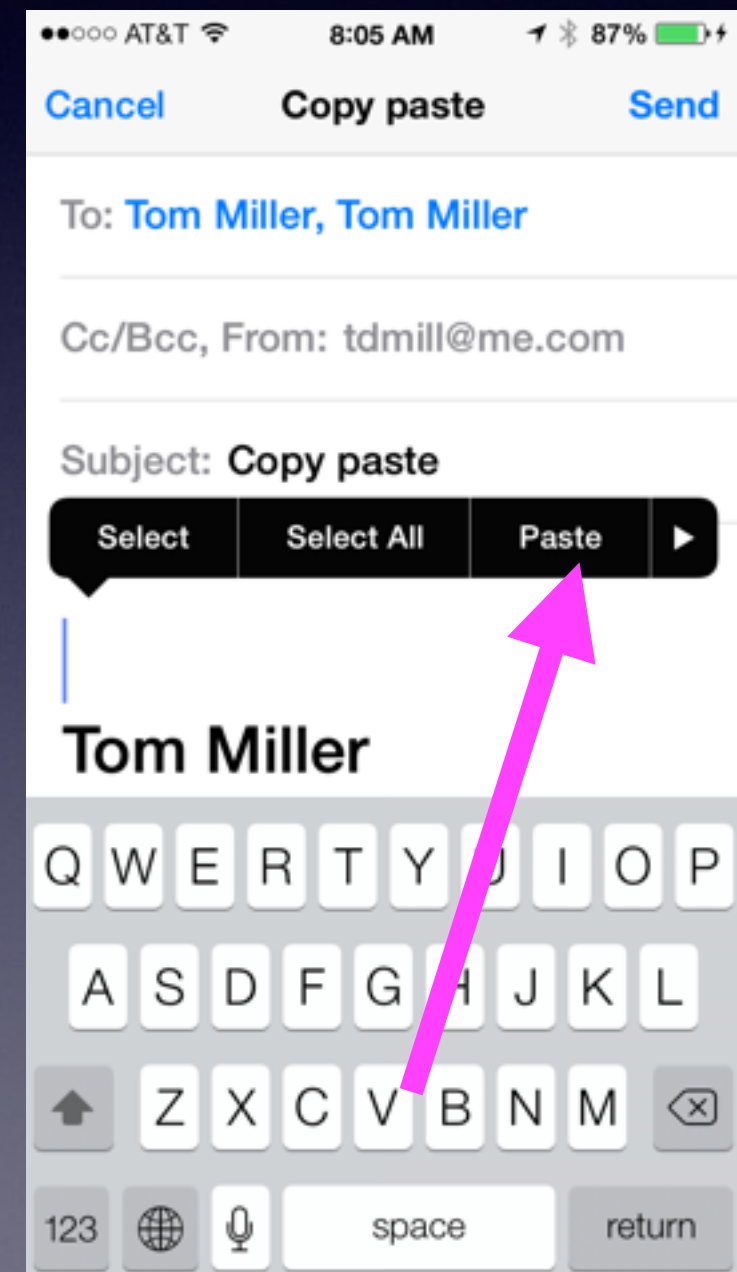 AT&T 8:05 AM 87%
Cancel Copy paste Send
To: Tom Miller, Tom Miller
Cc/Bcc, From: tdmill@me.com
Subject: Copy paste
Select Select All Paste
Tom Miller
Q W E R T Y U I O P
A S D F G H J K L
Z X C V B N M
123 space return